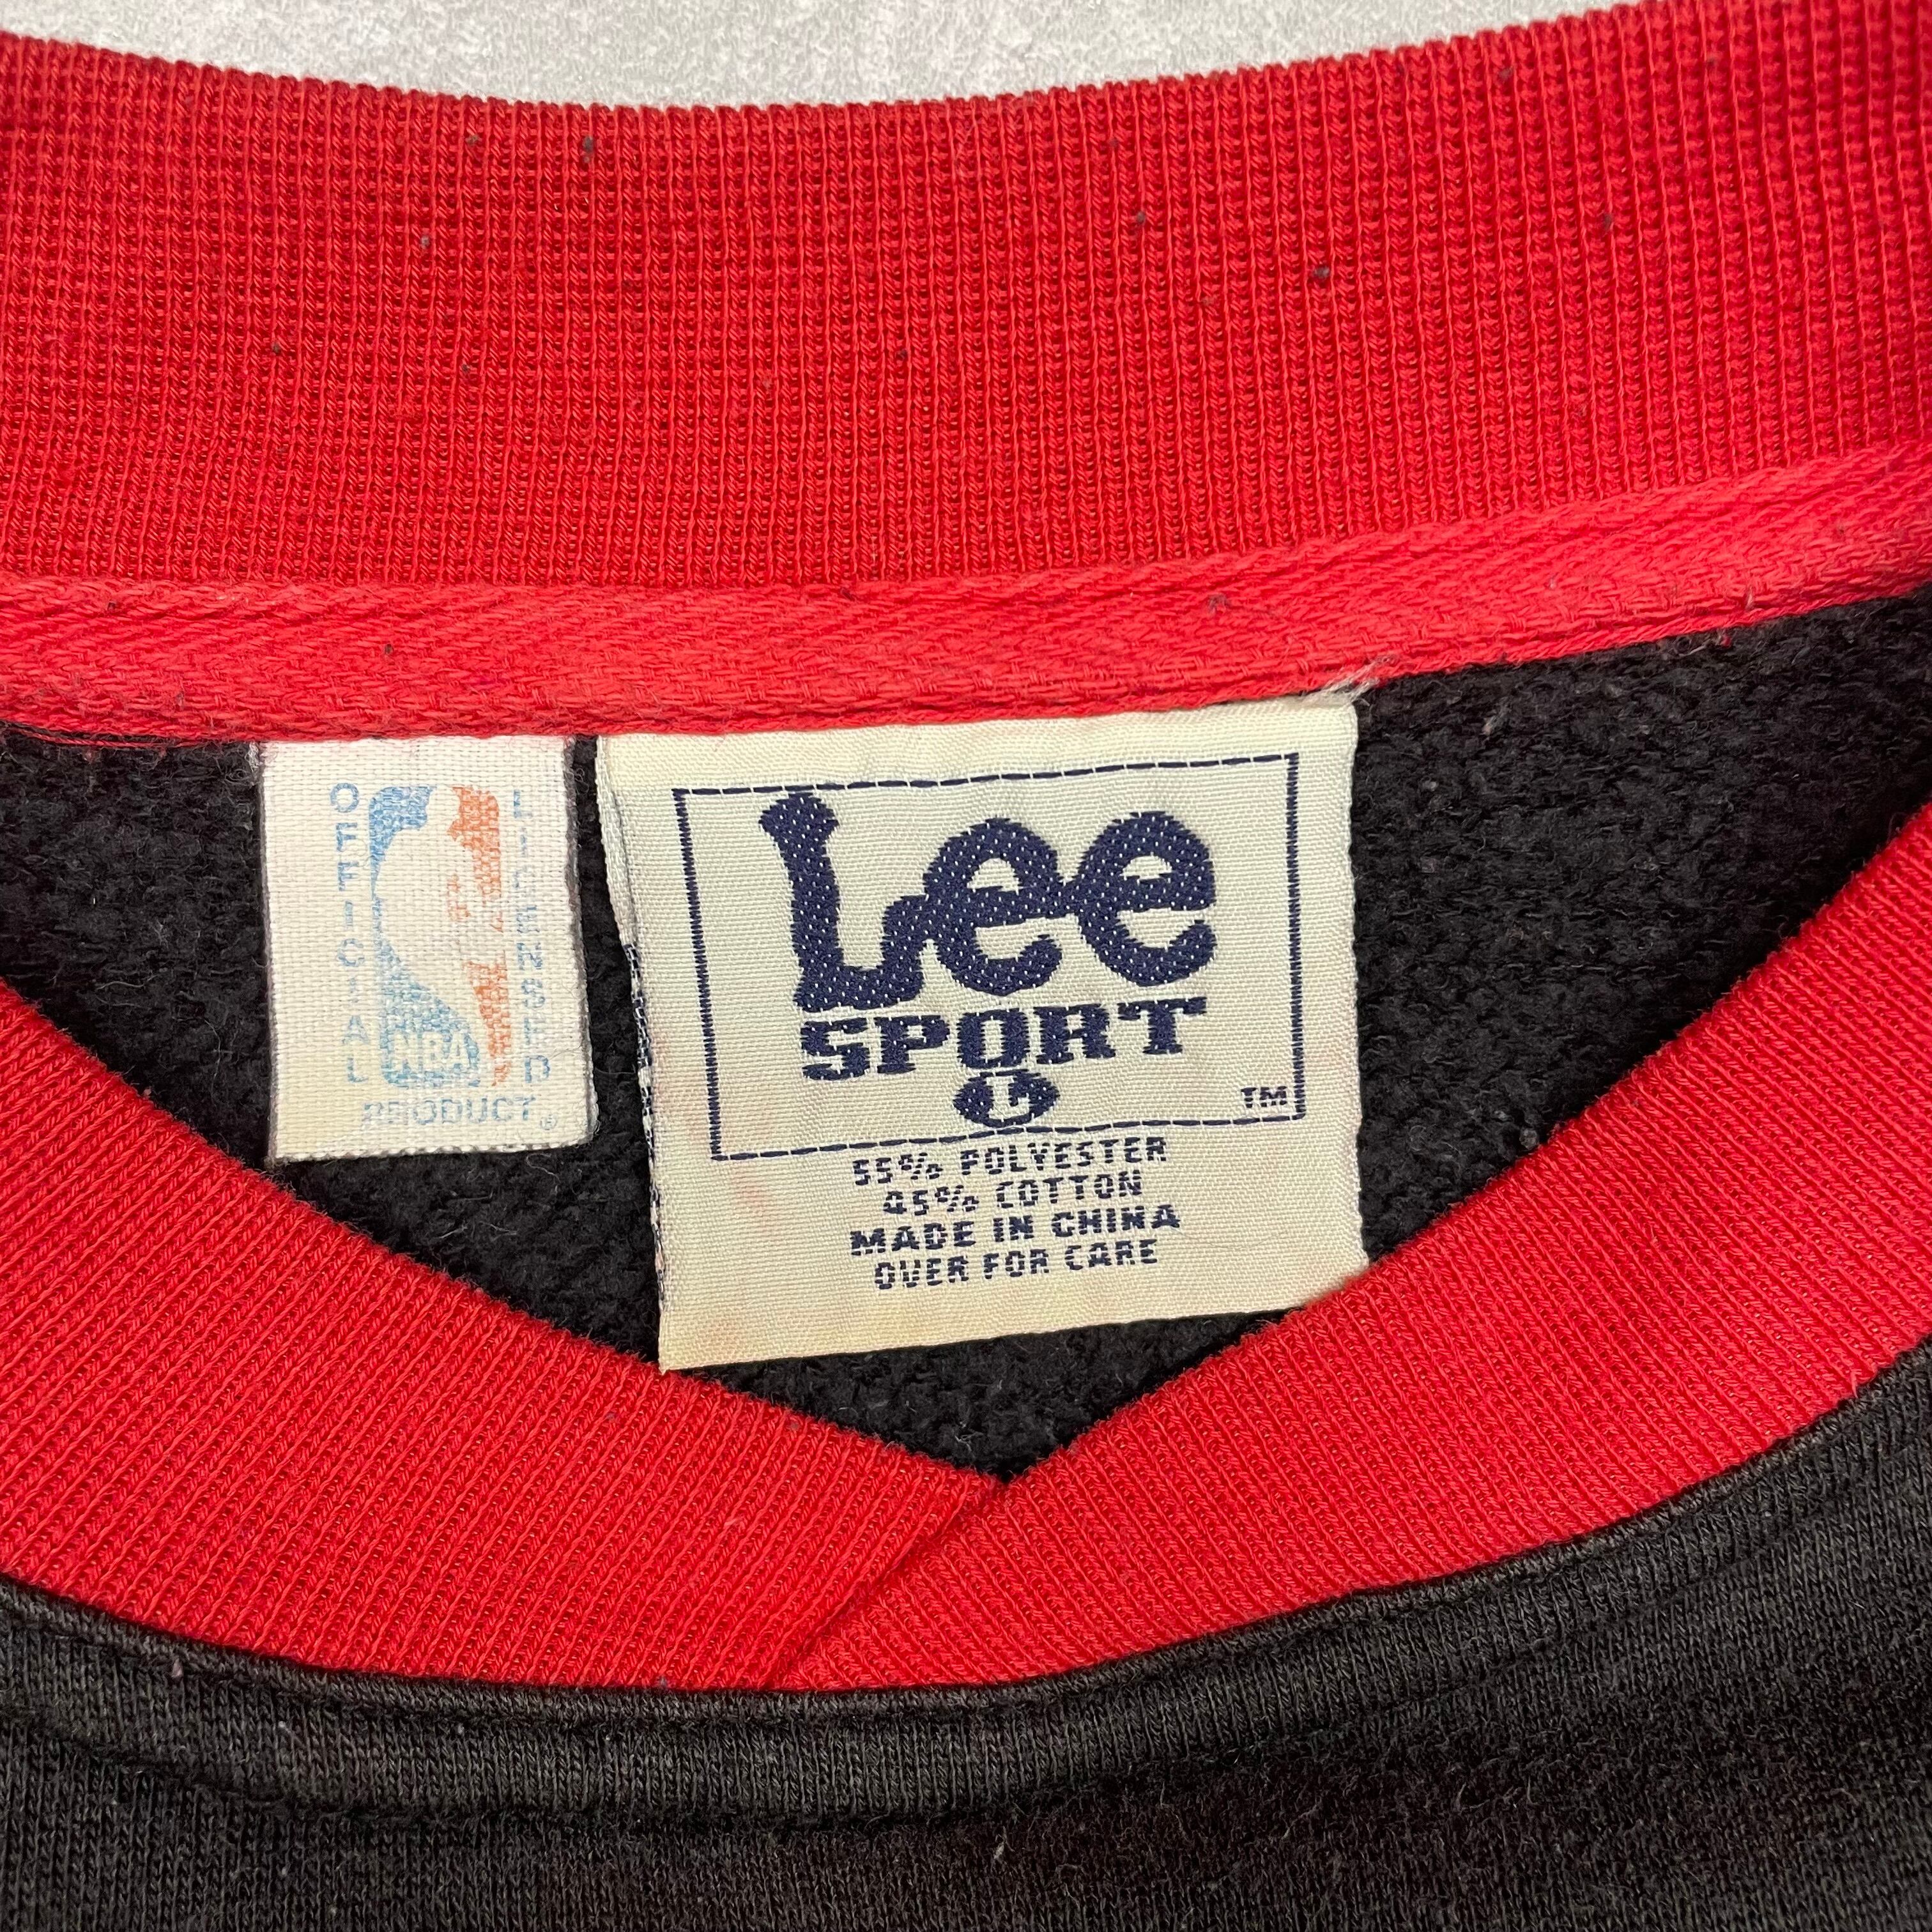 OFFICIAL
NBA
LICENSED
PRODUCT®
Lee
SPORT
L
TM
55% POLYESTER
45% COTTON
MADE IN CHINA
OVER FOR CARE